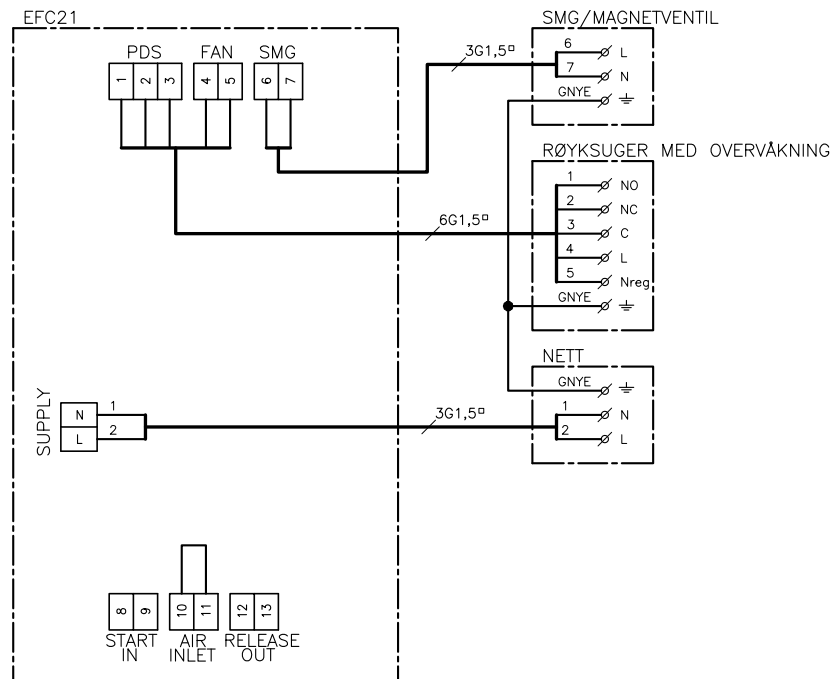 EFC21
PDS FAN SMG
1 2 3 4 5 6 7
3G1,5¤
SMG/MAGNETVENTIL
6 L
7 N
GNYE
RØYKSUGER MED OVERVÅKNING
1 NO
2 NC
3 C
4 L
5 Nreg
GNYE
6G1,5¤
NETT
GNYE
1 N
2 L
3G1,5¤
SUPPLY
N 1
L 2
8 9 10 11 12 13
START IN
AIR INLET
RELEASE OUT